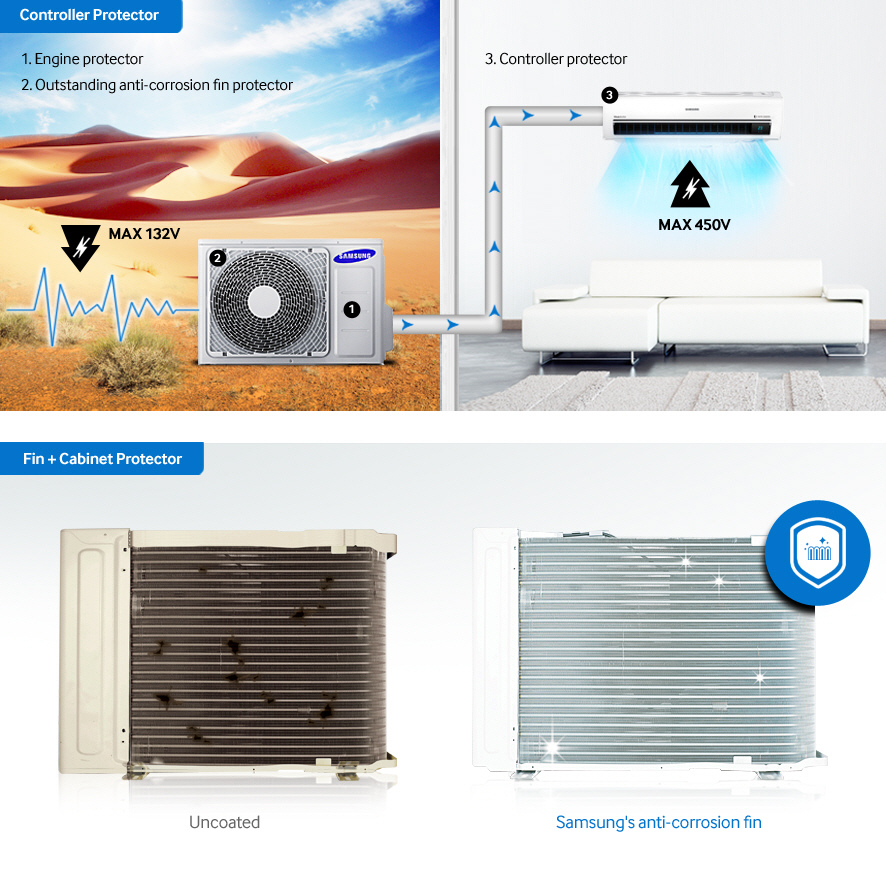 Controller Protector
1. Engine protector
2. Outstanding anti-corrosion fin protector
3. Controller protector
3
MAX 132V
MAX 450V
2
SAMSUNG
1
Fin + Cabinet Protector
Uncoated
Samsung's anti-corrosion fin